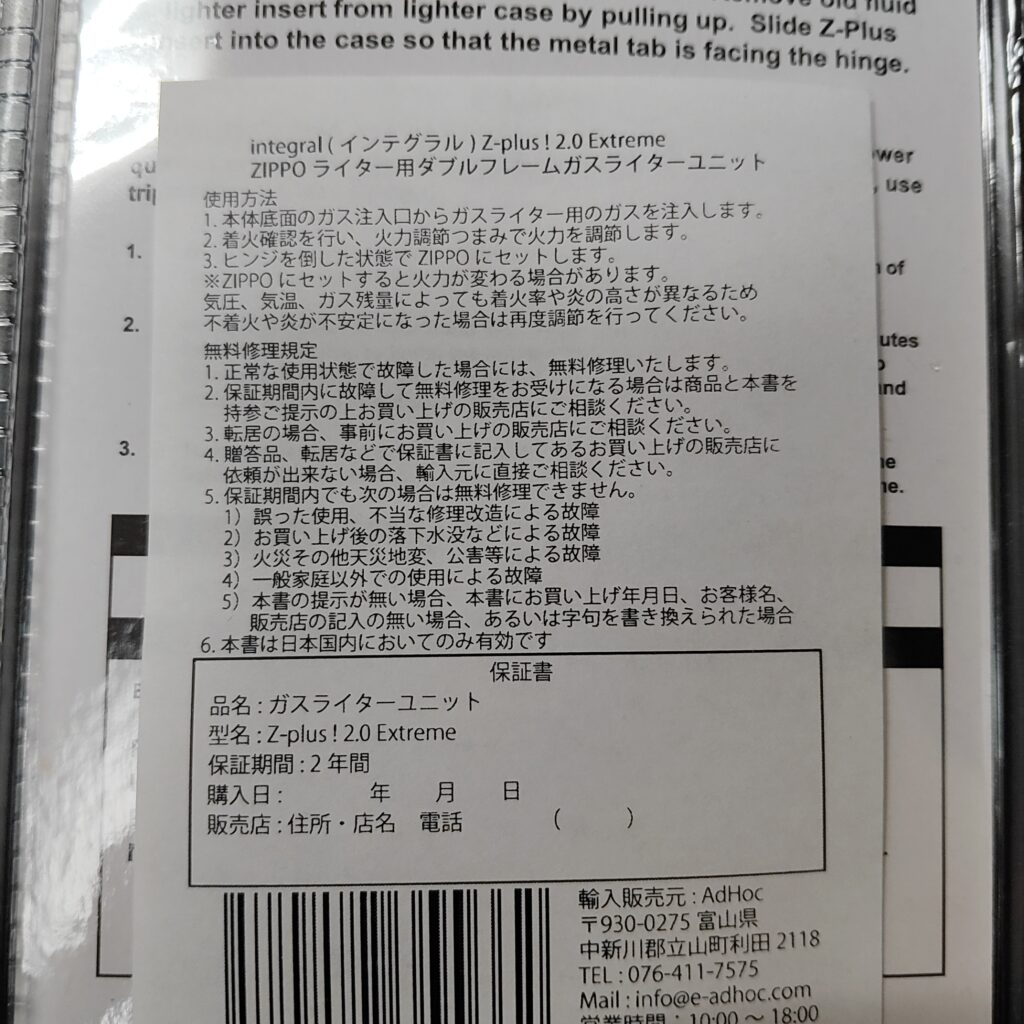 lighter insert from lighter case by pulling up. Slide Z-Plus
into the case so that the metal tab is facing the hinge.
integral ( インテグラル ) Z-plus ! 2.0 Extreme
ZIPPO ライター用ダブルフレームガスライターユニット
使用方法
1. 本体底面のガス注入口からガスライター用のガスを注入します。
2. 着火確認を行い、火力調節つまみで火力を調節します。
3. ヒンジを倒した状態で ZIPPO にセットします。
※ZIPPO にセットすると火力が変わる場合があります。
気圧、気温、ガス残量によっても着火率や炎の高さが異なるため
不着火や炎が不安定になった場合は再度調節を行ってください。
無料修理規定
1. 正常な使用状態で故障した場合には、無料修理いたします。
2. 保証期間内に故障して無料修理をお受けになる場合は商品と本書を
持参ご提示の上お買い上げの販売店にご相談ください。
3. 転居の場合、事前にお買い上げの販売店にご相談ください。
4. 贈答品、転居などで保証書に記入してあるお買い上げの販売店に
依頼が出来ない場合、輸入元に直接ご相談ください。
5. 保証期間内でも次の場合は無料修理できません。
1）誤った使用、不当な修理改造による故障
2）お買い上げ後の落下水没などによる故障
3）火災その他天災地変、公害等による故障
4）一般家庭以外での使用による故障
5）本書の提示が無い場合、本書にお買い上げ年月日、お客様名、
販売店の記入の無い場合、あるいは字句を書き換えられた場合
6. 本書は日本国内においてのみ有効です
保証書
品名 : ガスライターユニット
型名 : Z-plus ! 2.0 Extreme
保証期間 : 2 年間
購入日 : 年 月 日
販売店 : 住所・店名 電話 （ ）
輸入販売元 : AdHoc
〒930-0275 富山県
中新川郡立山町利田 2118
TEL : 076-411-7575
Mail : info@e-adhoc.com
営業時間 : 10:00 ～ 18:00
1.
2.
3.
use
of